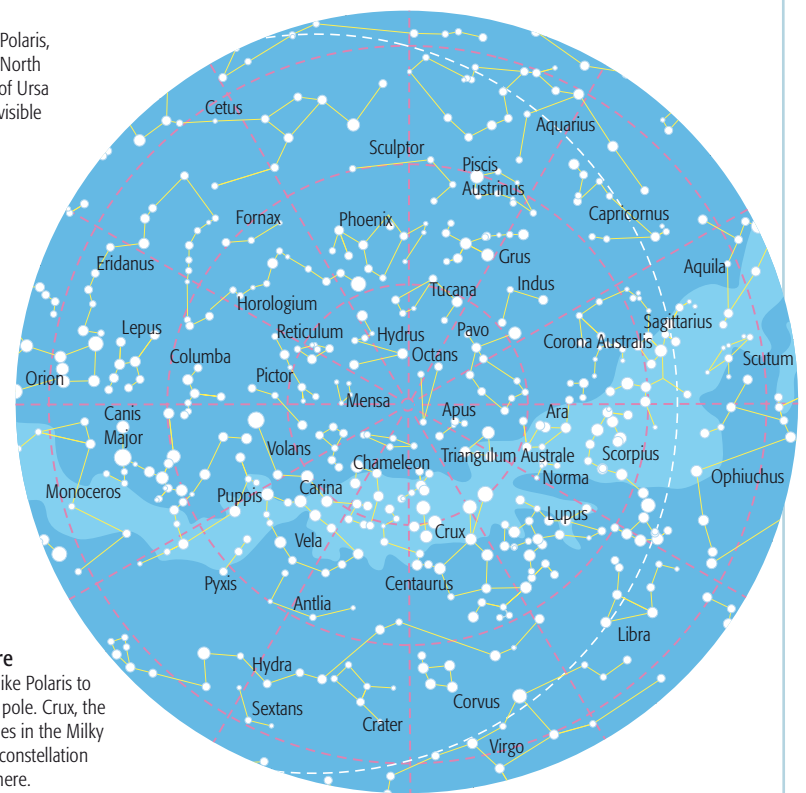 Polaris,
North
of Ursa
visible
Cetus
Aquarius
Sculptor
Piscis
Austrinus
Capricornus
Fornax
Phoenix
Grus
Eridanus
Aquila
Tucana
Indus
Horologium
Lepus
Reticulum
Hydrus
Pavo
Sagittarius
Corona Australis
Octans
Columba
Scutum
Orion
Pictor
Mensa
Canis
Major
Apus
Ara
Volans
Chameleon
Triangulum Australe
Scorpius
Norma
Ophiuchus
Monoceros
Puppis
Carina
Lupus
Vela
Crux
Pyxis
Centaurus
Antlia
Libra
re
like Polaris to
pole. Crux, the
es in the Milky
constellation
here.
Hydra
Sextans
Corvus
Crater
Virgo